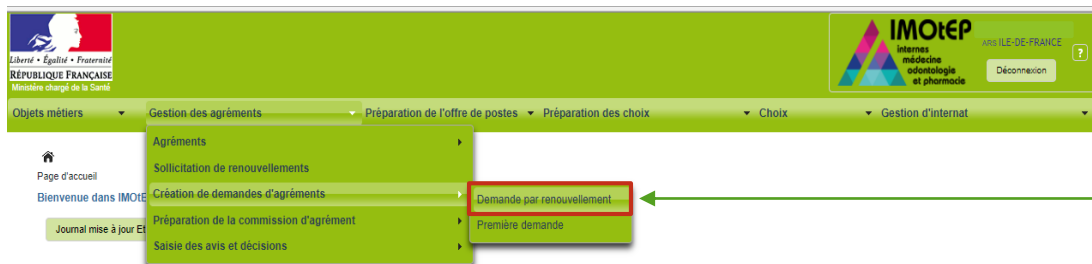 Liberté • Égalité • Fraternité
RÉPUBLIQUE FRANÇAISE
Ministère chargé de la Santé
IMOtEP
internes
médecine
odontologie
et pharmacie
ARS ILE-DE-FRANCE
?
Déconnexion
Objets métiers
Gestion des agréments
Préparation de l'offre de postes
Préparation des choix
Choix
Gestion d'internat
Agréments
Page d'accueil
Sollicitation de renouvellements
Bienvenue dans IMOtE
Création de demandes d'agréments
Demande par renouvellement
Préparation de la commission d'agrément
Première demande
Journal mise à jour Et
Saisie des avis et décisions